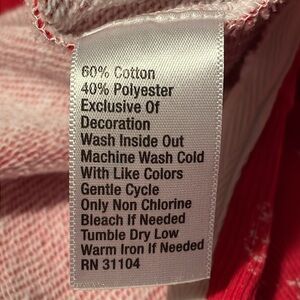 60% Cotton
40% Polyester
Exclusive Of
Decoration
Wash Inside Out
Machine Wash Cold
With Like Colors
Gentle Cycle
Only Non Chlorine
Bleach If Needed
Tumble Dry Low
Warm Iron If Needed
RN 31104